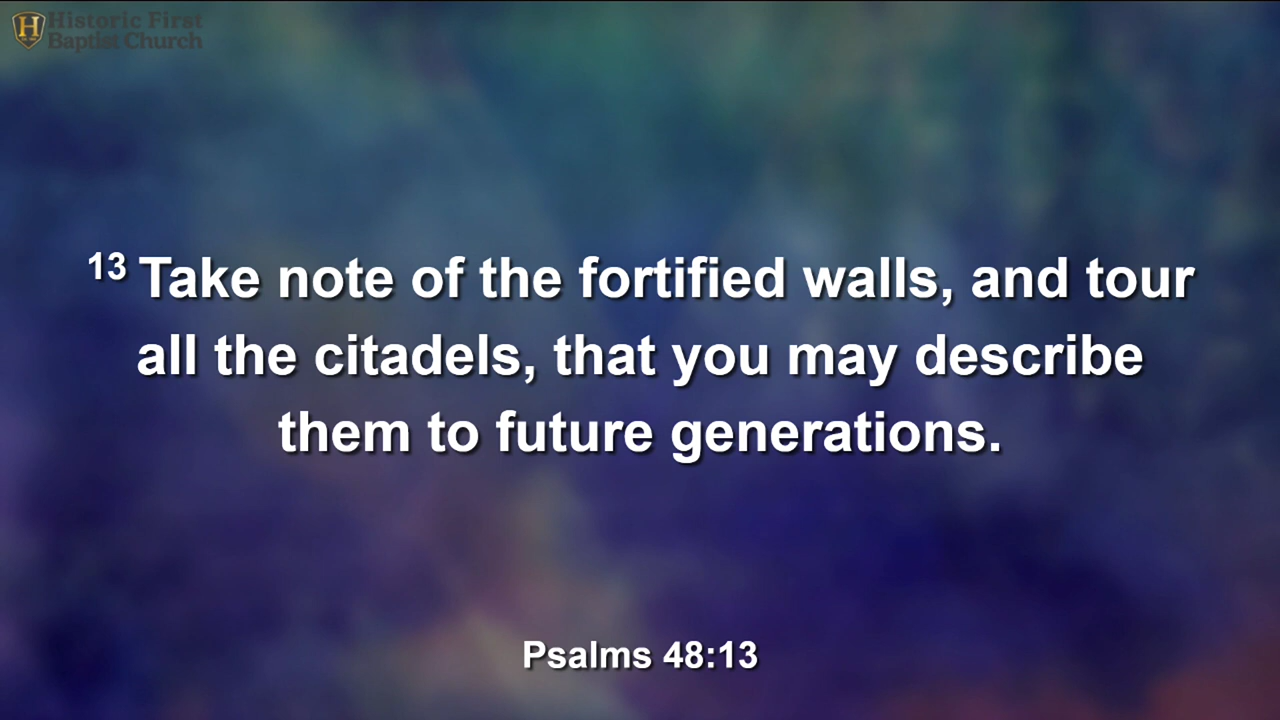 Historic First
Baptist Church
13 Take note of the fortified walls, and tour
all the citadels, that you may describe
them to future generations.
Psalms 48:13